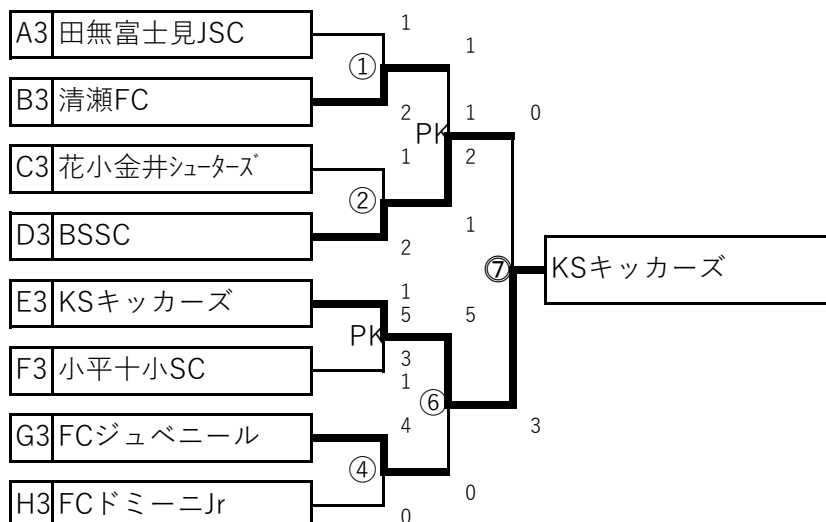 A3 田無富士見JSC
1
1
①
B3 清瀬FC
2
1
0
PK
C3 花小金井ｼｭｰﾀｰｽﾞ
1
2
②
D3 BSSC
2
1
⑦
KSキッカーズ
E3 KSキッカーズ
1
5
5
PK
F3 小平十小SC
3
1
⑥
G3 FCジュベニール
4
3
④
0
H3 FCドミーニJr
0